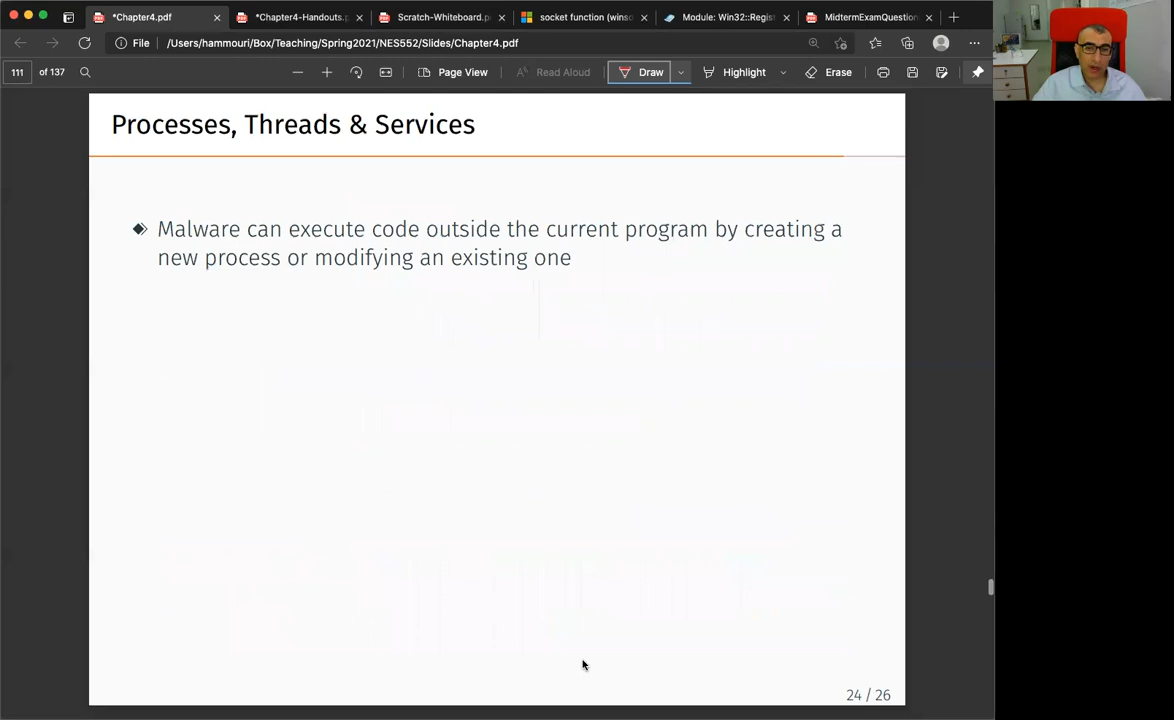 *Chapter4.pdf
*Chapter4-Handouts.p
Scratch-Whiteboard.p
socket function (winso
Module: Win32::Regis
MidtermExamQuestion
File
/Users/hammouri/Box/Teaching/Spring2021/NES552/Slides/Chapter4.pdf
111 of 137
Page View
Read Aloud
Draw
Highlight
Erase
Processes, Threads & Services
Malware can execute code outside the current program by creating a
new process or modifying an existing one
24 / 26